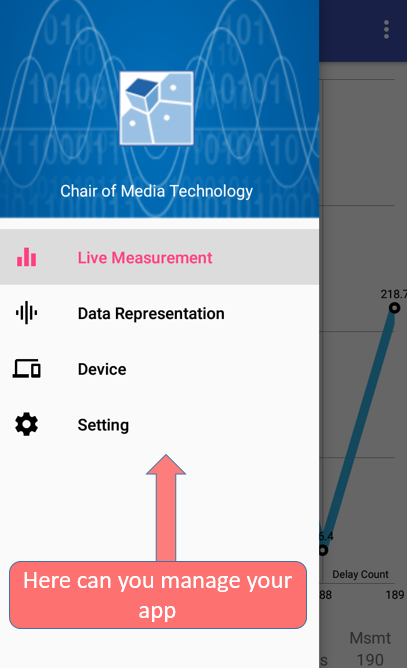 Chair of Media Technology
Live Measurement
Data Representation
Device
Setting
Here can you manage your
app
218.7
6.4
Delay Count
88
189
Msmt
s
190